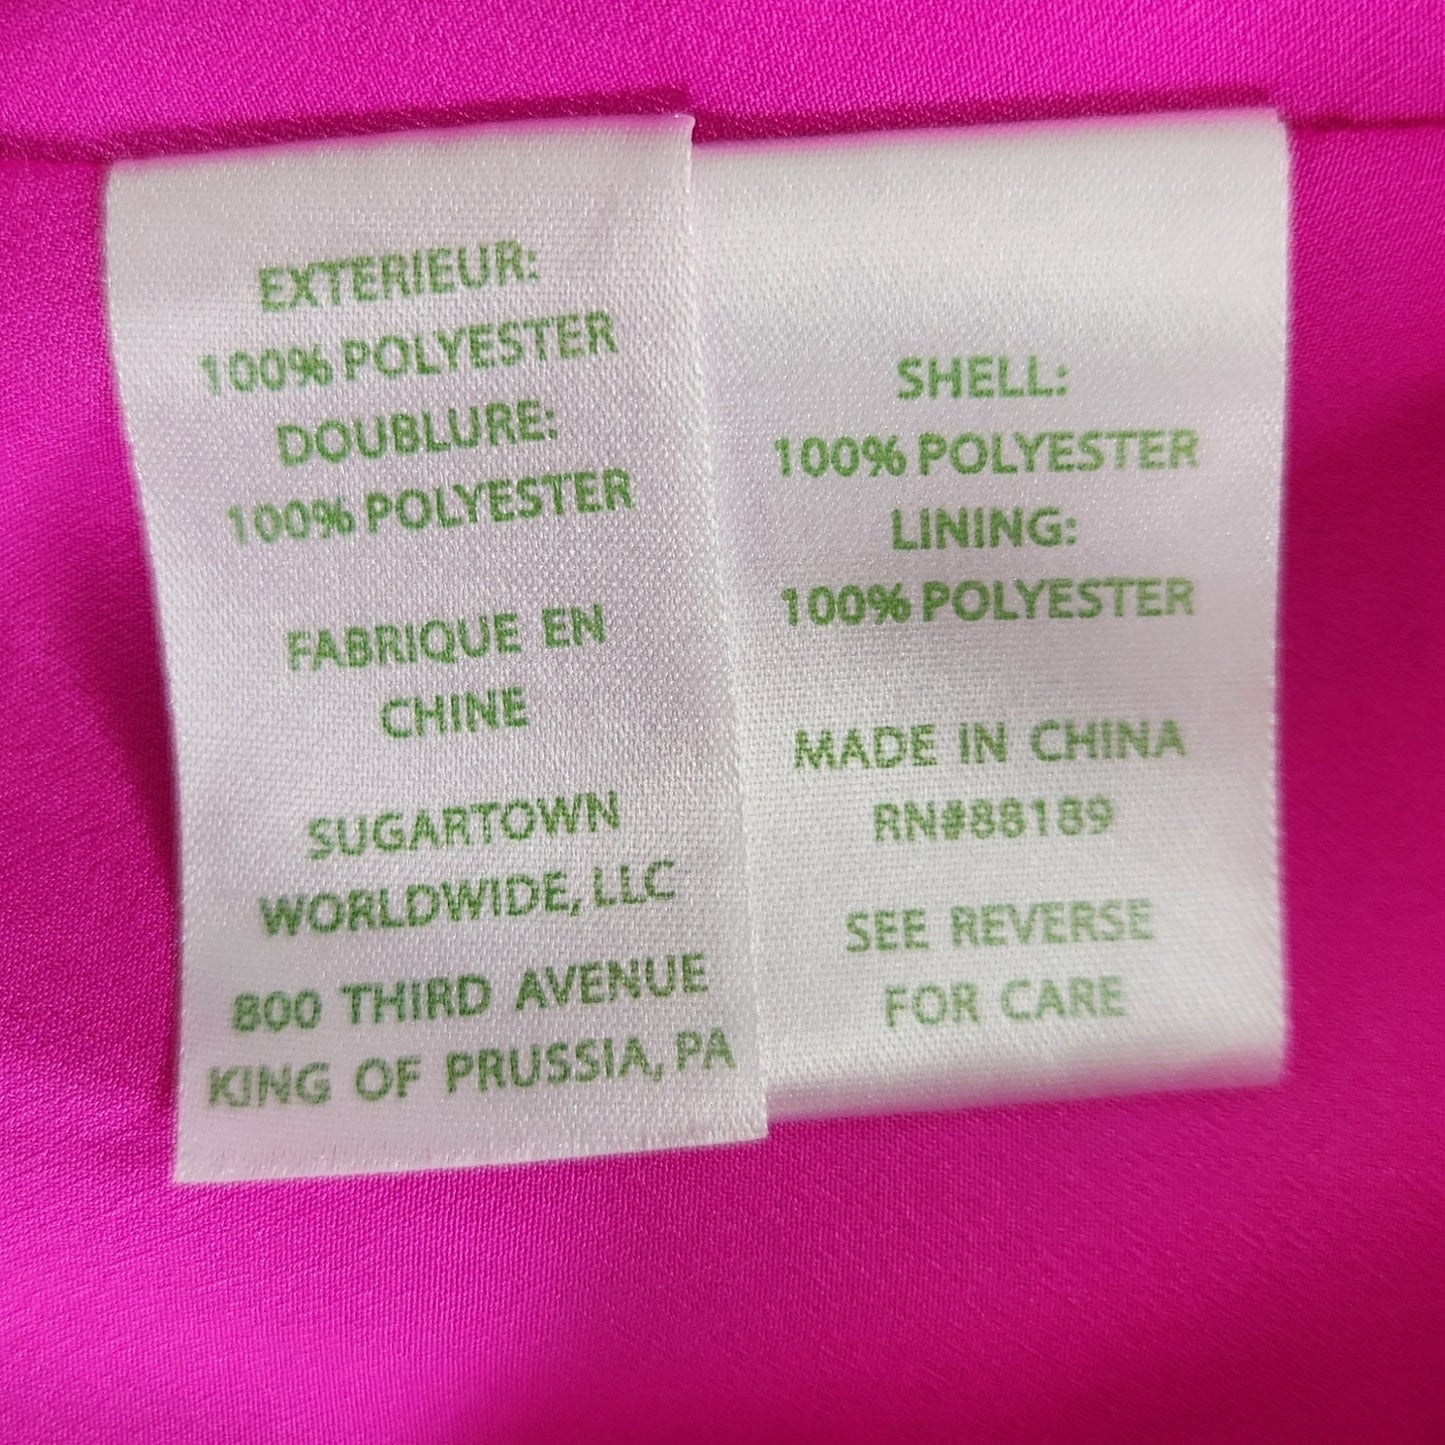 EXTERIEUR:
100% POLYESTER
DOUBLURE:
100% POLYESTER
FABRIQUE EN
CHINE
SUGARTOWN
WORLDWIDE, LLC
800 THIRD AVENUE
KING OF PRUSSIA, PA
SHELL:
100% POLYESTER
LINING:
100% POLYESTER
MADE IN CHINA
RN#88189
SEE REVERSE
FOR CARE